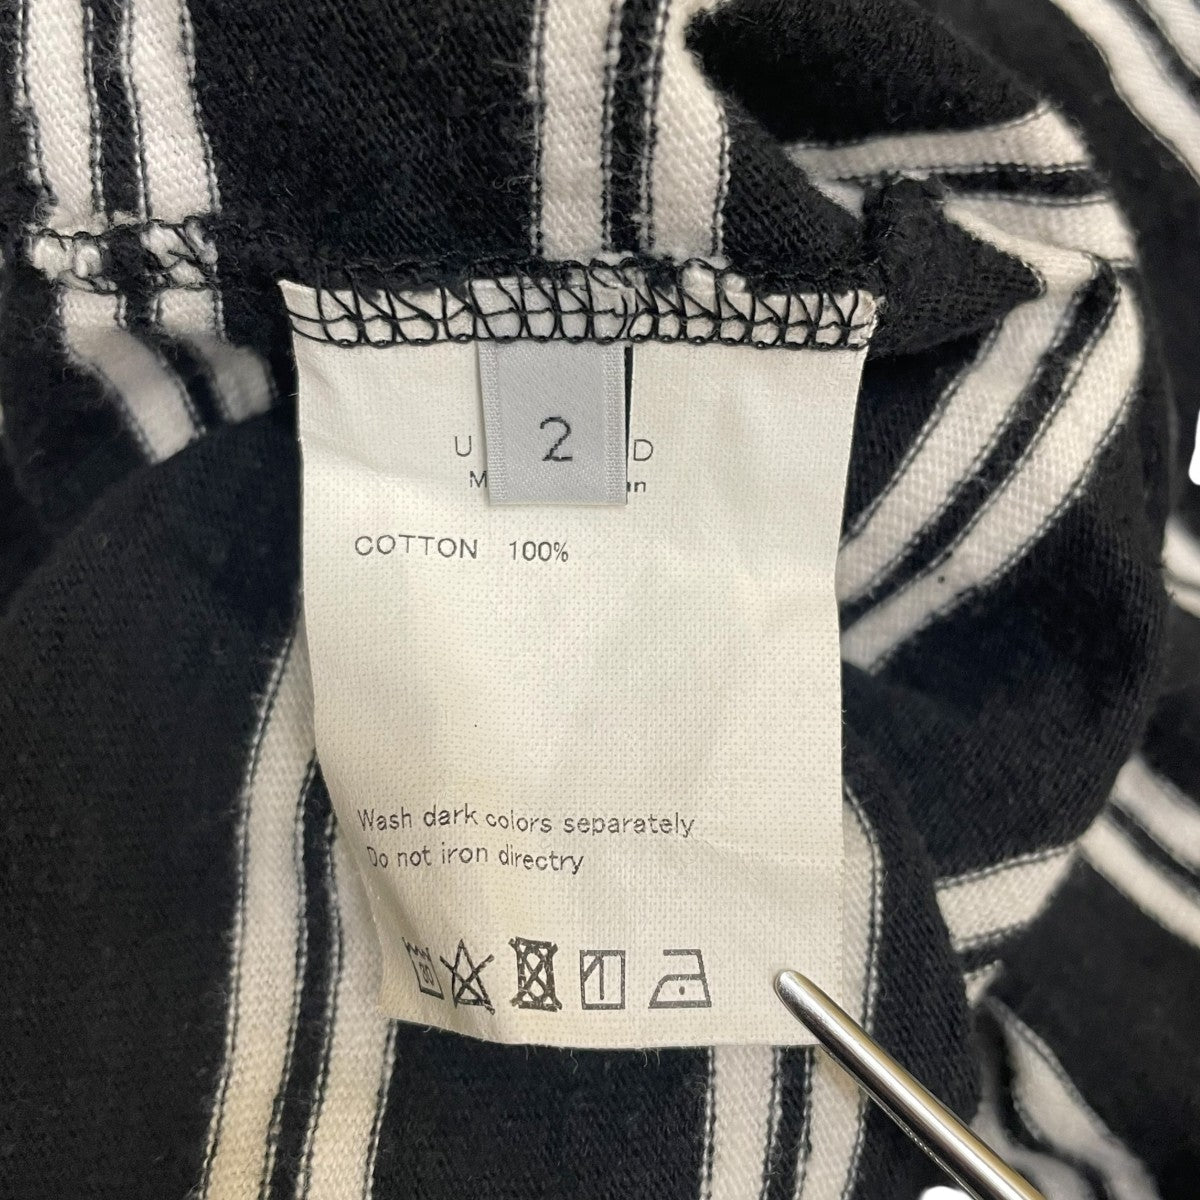 2
COTTON 100%
Wash dark colors separately
Do not iron directry